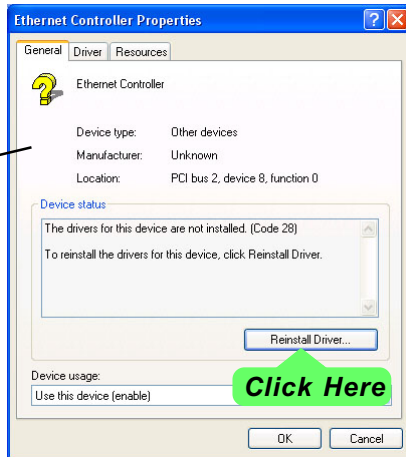 Ethernet Controller Properties
General Driver Resources
Ethernet Controller
Device type: Other devices
Manufacturer: Unknown
Location: PCI bus 2, device 8, function 0
Device status
The drivers for this device are not installed. (Code 28)
To reinstall the drivers for this device, click Reinstall Driver.
Reinstall Driver...
Click Here
Device usage:
Use this device (enable)
OK Cancel